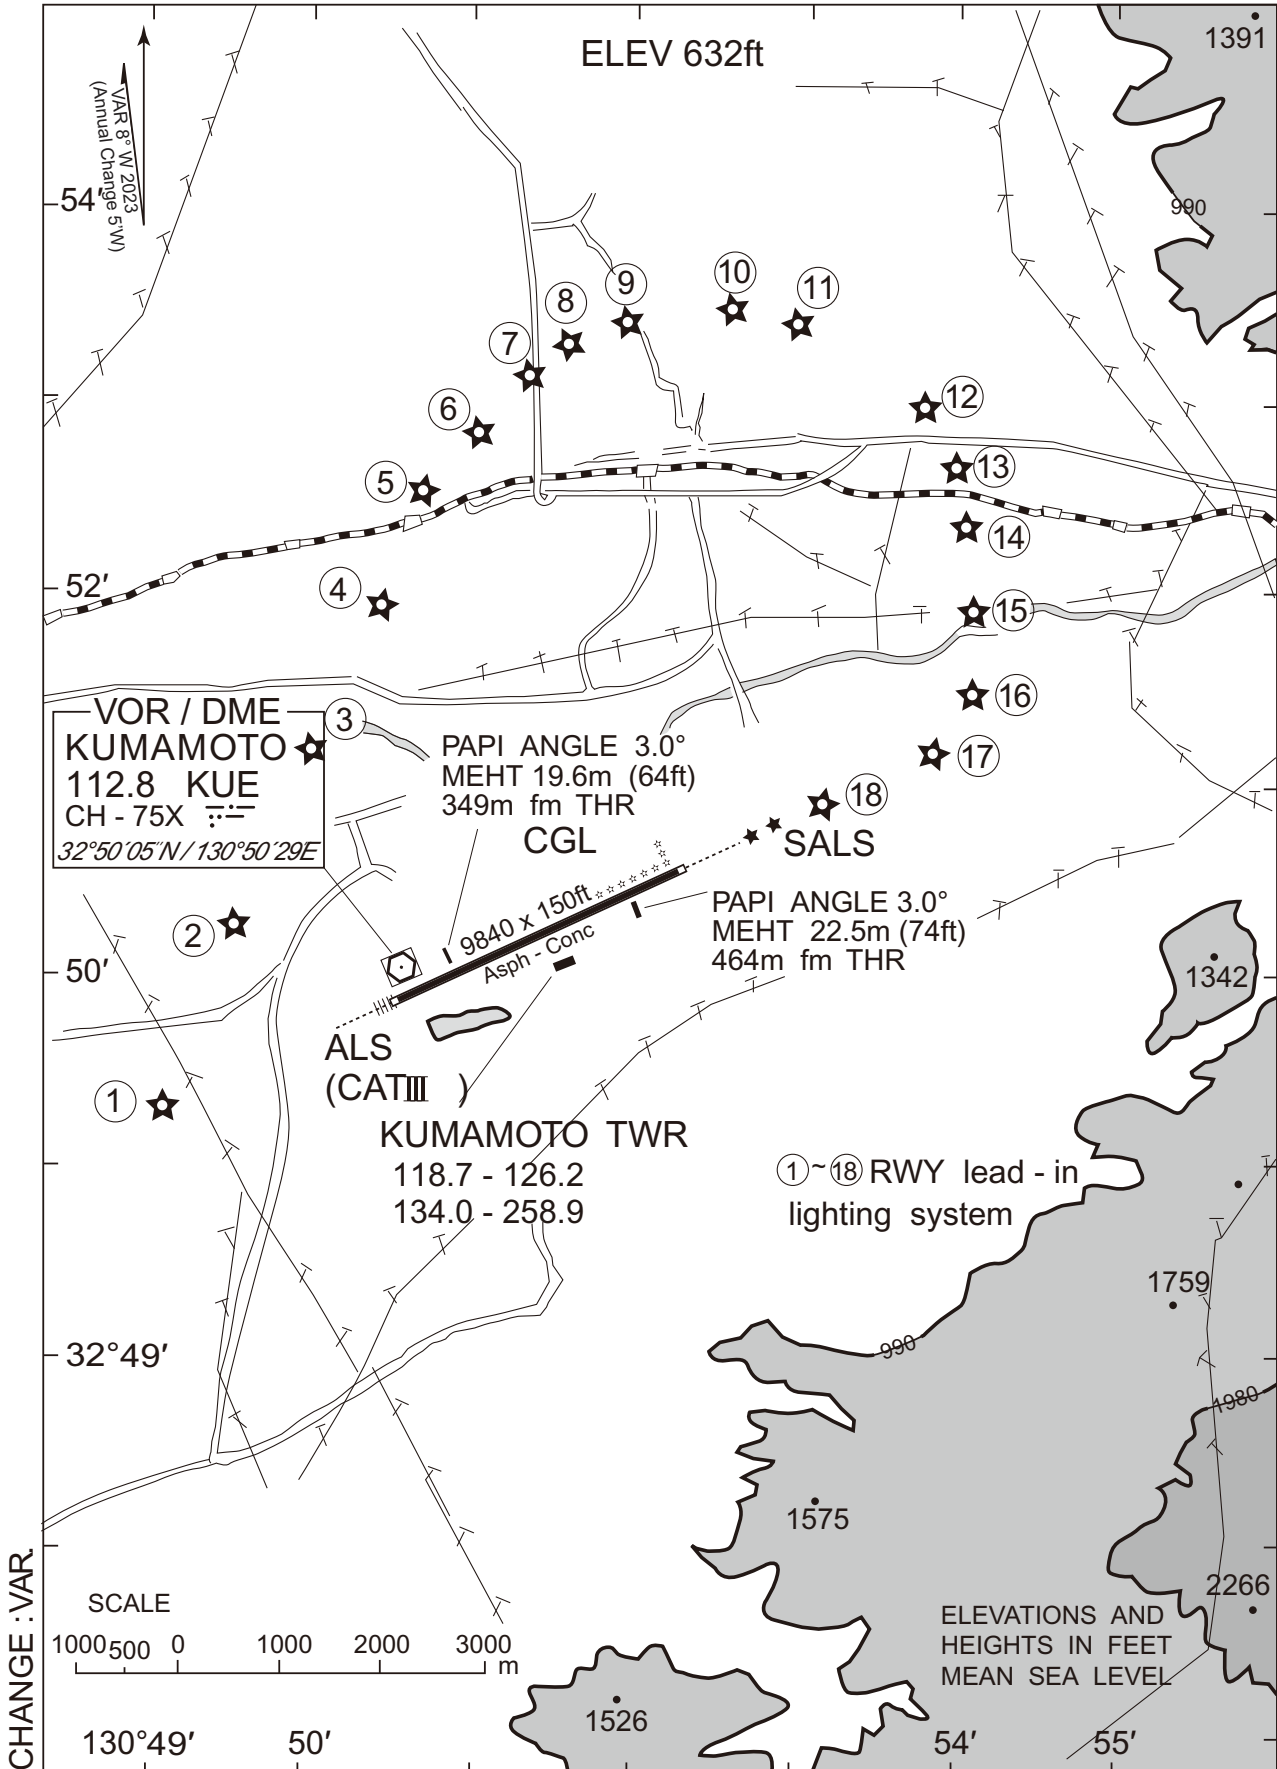 ELEV 632ft
1391
VAR 8° W 2023
(Annual Change 5'W)
54'
990
10
9
11
8
7
12
6
13
5
14
52'
4
15
16
3
VOR / DME
KUMAMOTO
112.8 KUE
CH - 75X
32°50'05"N / 130°50'29E
PAPI ANGLE 3.0°
MEHT 19.6m (64ft)
349m fm THR
17
18
CGL
SALS
9840 x 150ft
Asph - Conc
PAPI ANGLE 3.0°
MEHT 22.5m (74ft)
464m fm THR
2
50'
1342
ALS
(CATⅢ )
1
KUMAMOTO TWR
118.7 - 126.2
134.0 - 258.9
①~⑱ RWY lead - in
lighting system
1759
32°49'
990
1980
1575
2266
CHANGE : VAR.
SCALE
1000 500 0 1000 2000 3000
m
ELEVATIONS AND
HEIGHTS IN FEET
MEAN SEA LEVEL
1526
130°49' 50' 54' 55'